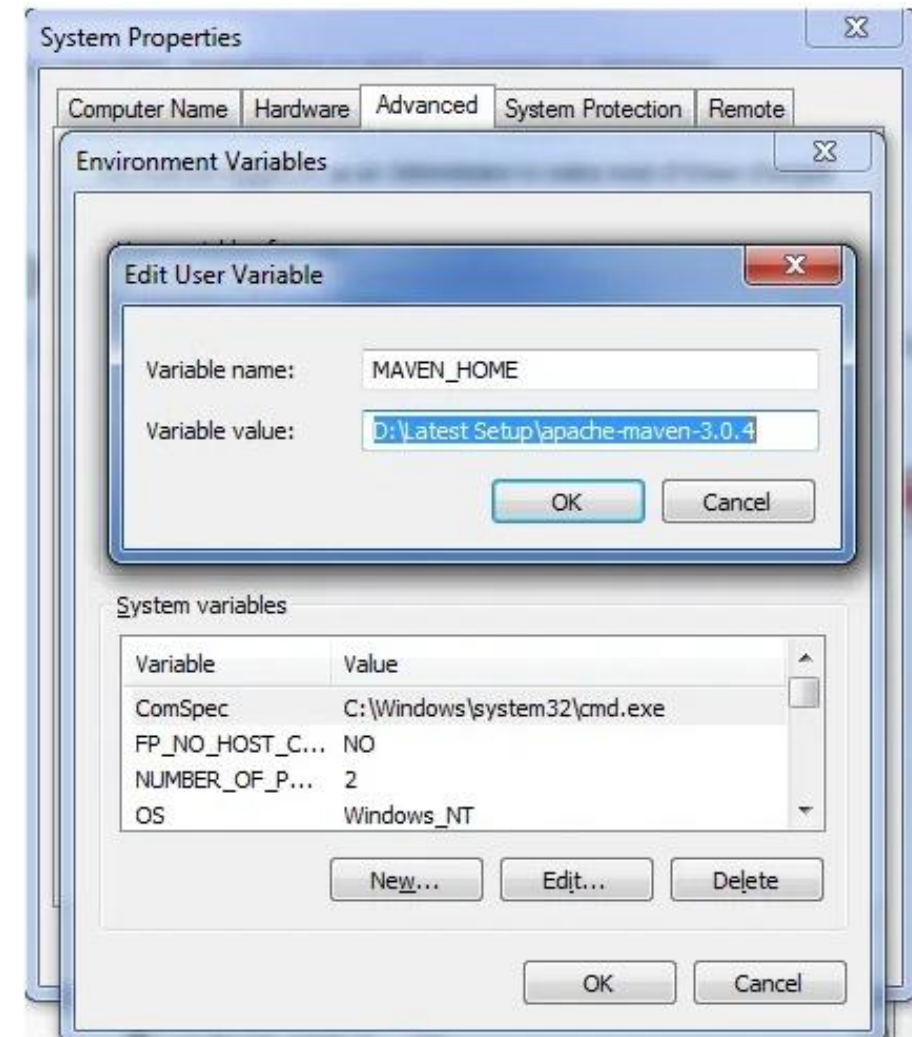 System Properties
Computer Name Hardware Advanced System Protection Remote
Environment Variables
Edit User Variable
Variable name: MAVEN_HOME
Variable value: D:\Latest Setup\apache-maven-3.0.4
OK Cancel
System variables
Variable Value
ComSpec C:\Windows\system32\cmd.exe
FP_NO_HOST_C... NO
NUMBER_OF_P... 2
OS Windows_NT
New... Edit... Delete
OK Cancel